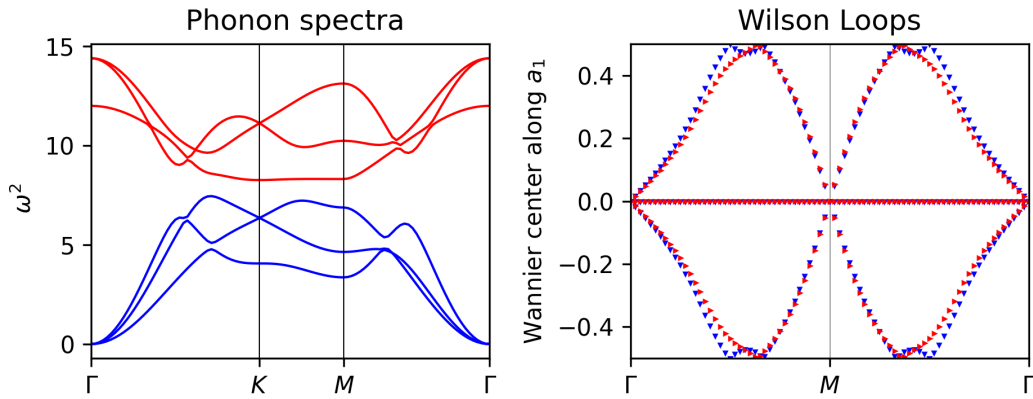 Phonon spectra
15
10
5
0
ω²
Γ K M Γ
Wilson Loops
0.4
0.2
0.0
−0.2
−0.4
Wannier center along a₁
Γ M Γ